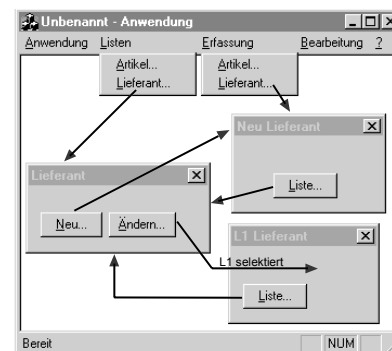 Unbenannt - Anwendung
Anwendung Listen Erfassung Bearbeitung ?
Artikel... Artikel...
Lieferant... Lieferant...
Neu Lieferant
Liste...
Lieferant
Neu... Ändern...
L1 Lieferant
L1 selektiert
Liste...
Bereit NUM